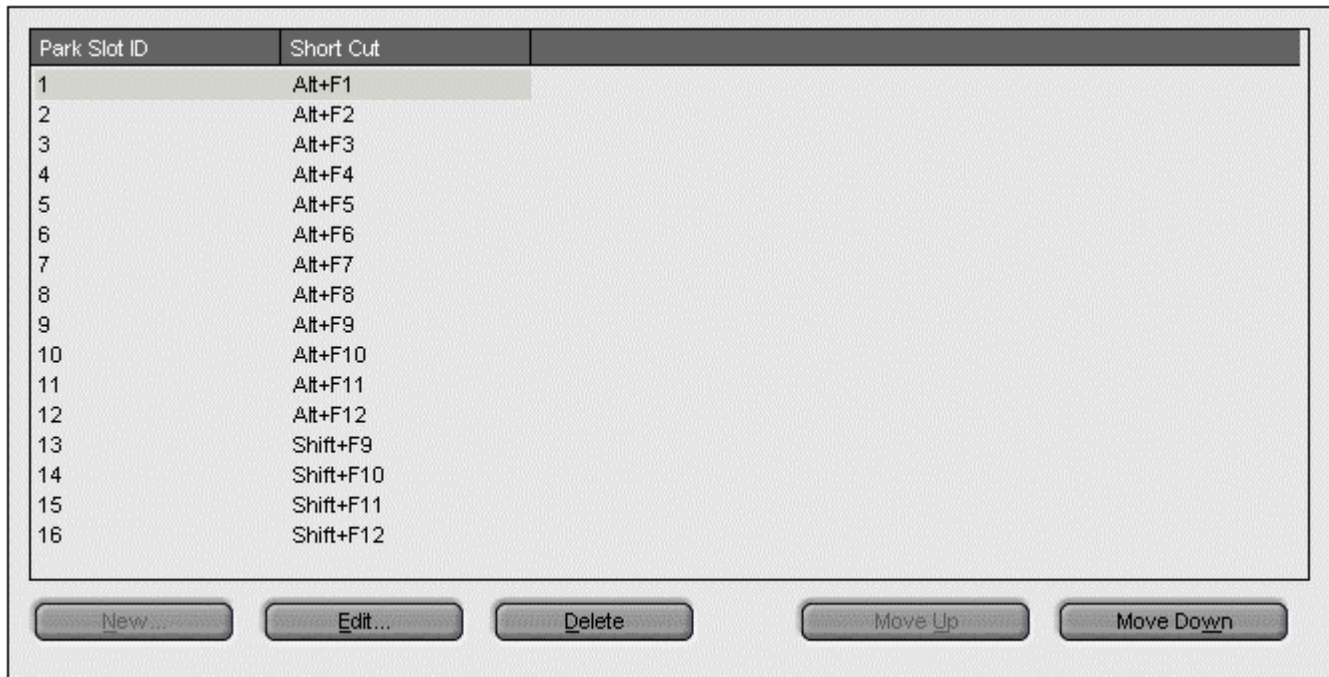 Park Slot ID Short Cut
1 Alt+F1
2 Alt+F2
3 Alt+F3
4 Alt+F4
5 Alt+F5
6 Alt+F6
7 Alt+F7
8 Alt+F8
9 Alt+F9
10 Alt+F10
11 Alt+F11
12 Alt+F12
13 Shift+F9
14 Shift+F10
15 Shift+F11
16 Shift+F12
New... Edit... Delete Move Up Move Down